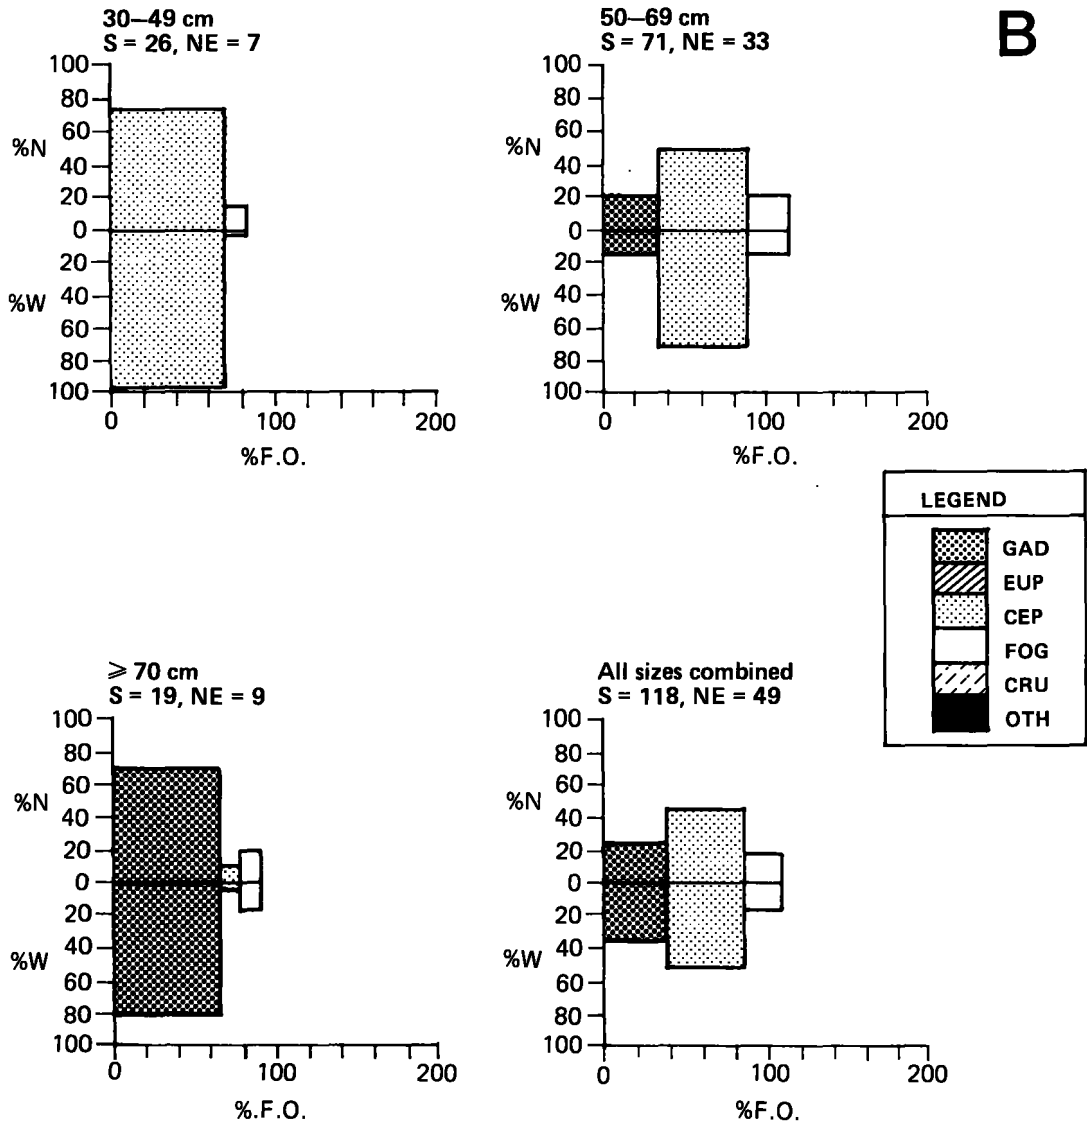 B
30–49 cm
S = 26, NE = 7
100
80
60
%N
40
20
0
20
%W
40
60
80
100
0
100
200
%F.O.
50–69 cm
S = 71, NE = 33
100
80
60
%N
40
20
0
20
%W
40
60
80
100
0
100
200
%F.O.
LEGEND
GAD
EUP
CEP
FOG
CRU
OTH
⩾ 70 cm
S = 19, NE = 9
100
80
60
%N
40
20
0
20
%W
40
60
80
100
0
100
200
%.F.O.
All sizes combined
S = 118, NE = 49
100
80
60
%N
40
20
0
20
%W
40
60
80
100
0
100
200
%F.O.